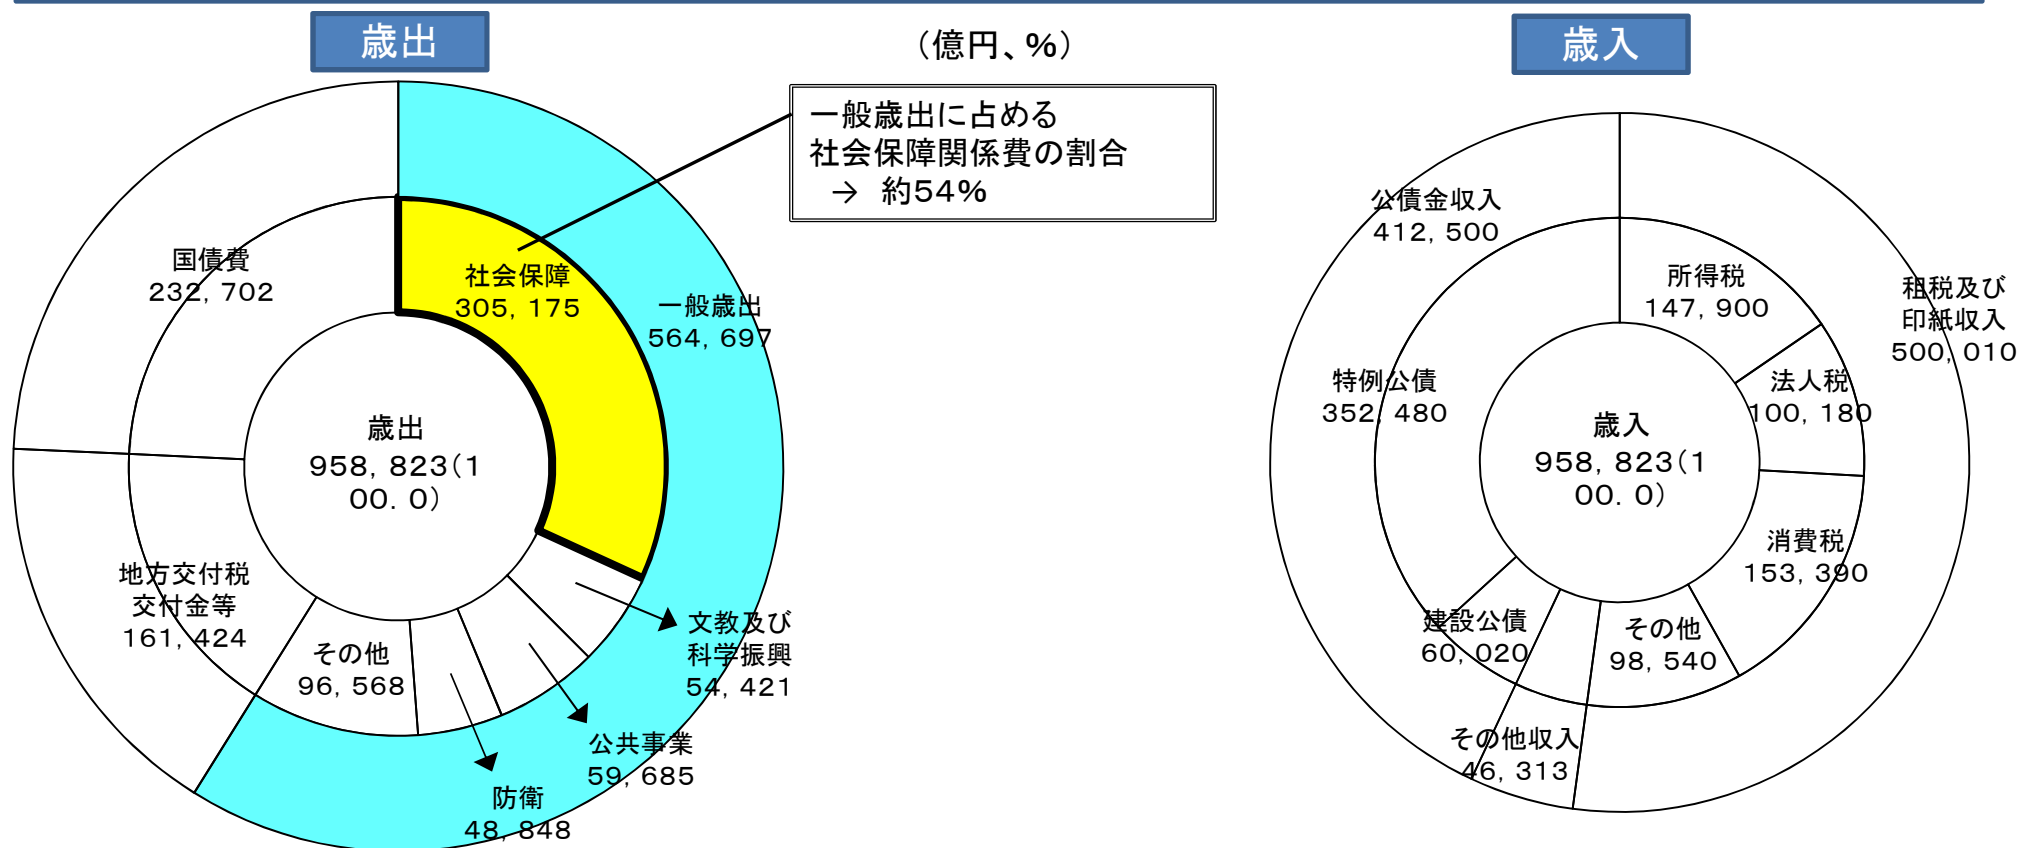 歳出
（億円、%）
歳入
一般歳出に占める
社会保障関係費の割合
→ 約54%
国債費
232,702
社会保障
305,175
一般歳出
564,697
歳出
958,823（1
00.0）
地方交付税
交付金等
161,424
その他
96,568
文教及び
科学振興
54,421
公共事業
59,685
防衛
48,848
公債金収入
412,500
所得税
147,900
租税及び
印紙収入
500,010
特例公債
352,480
法人税
100,180
歳入
958,823（1
00.0）
消費税
153,390
建設公債
60,020
その他
98,540
その他収入
46,313